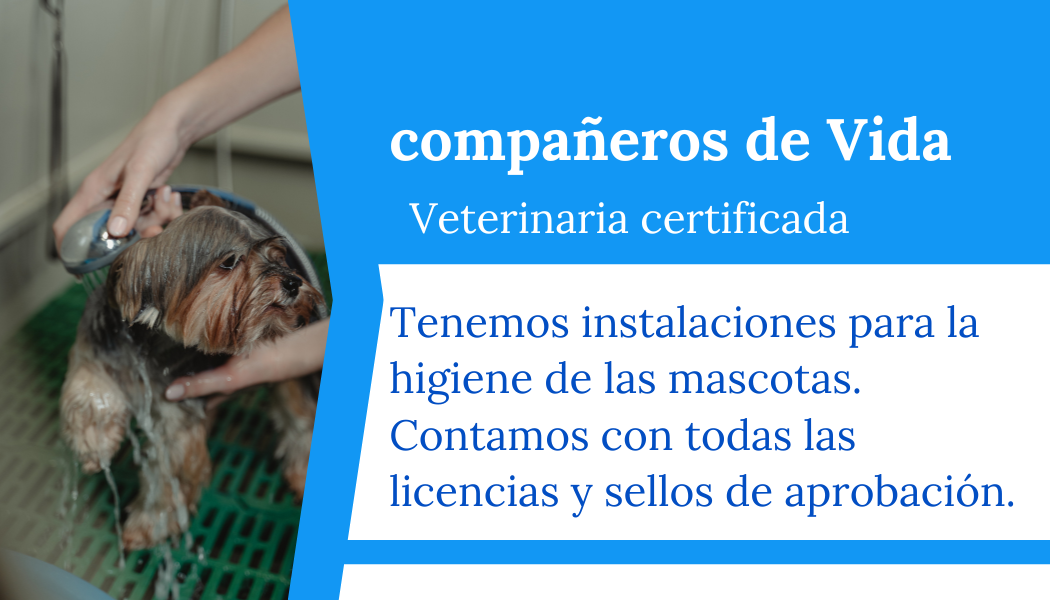 compañeros de Vida
Veterinaria certificada
Tenemos instalaciones para la
higiene de las mascotas.
Contamos con todas las
licencias y sellos de aprobación.